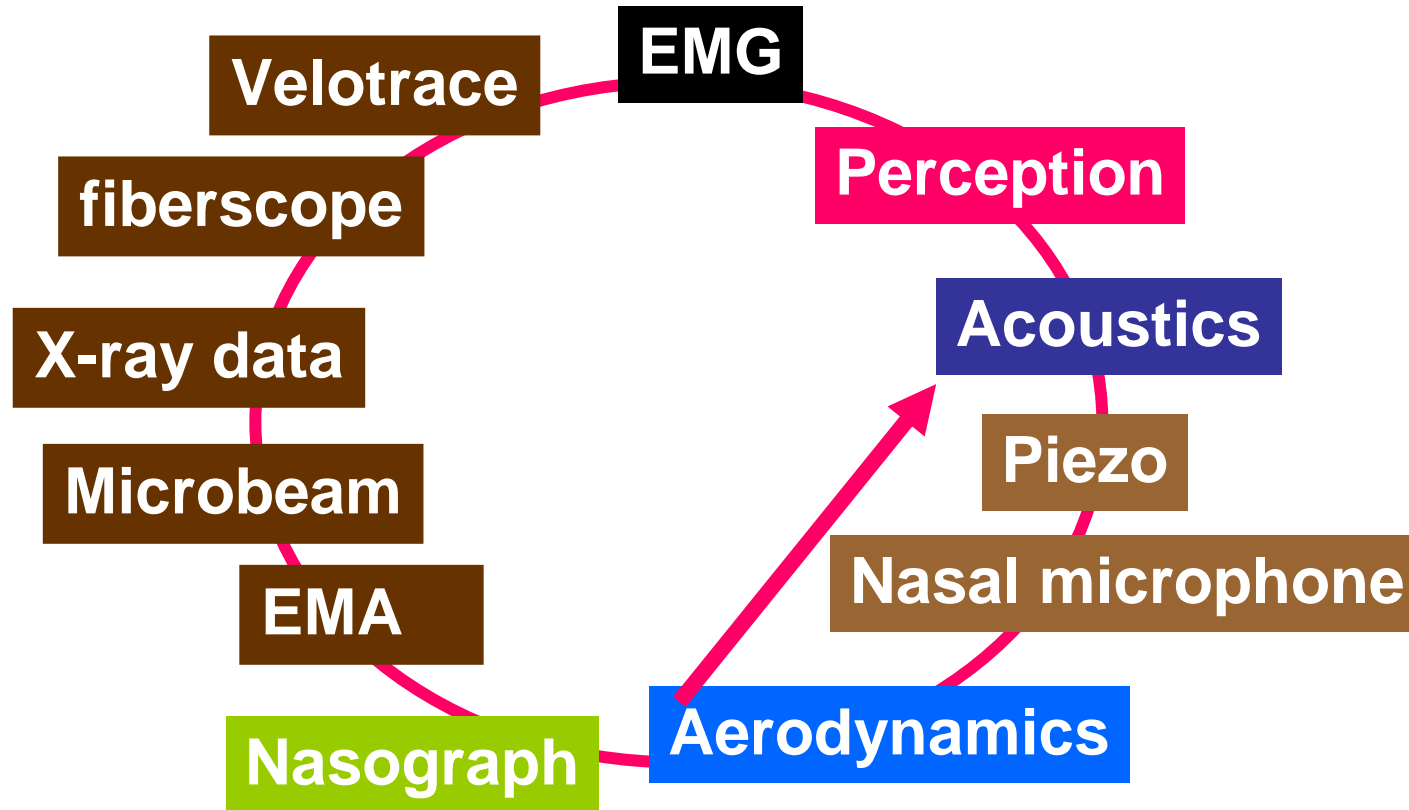 EMG
Velotrace
Perception
fiberscope
Acoustics
X-ray data
Piezo
Microbeam
Nasal microphone
EMA
Aerodynamics
Nasograph